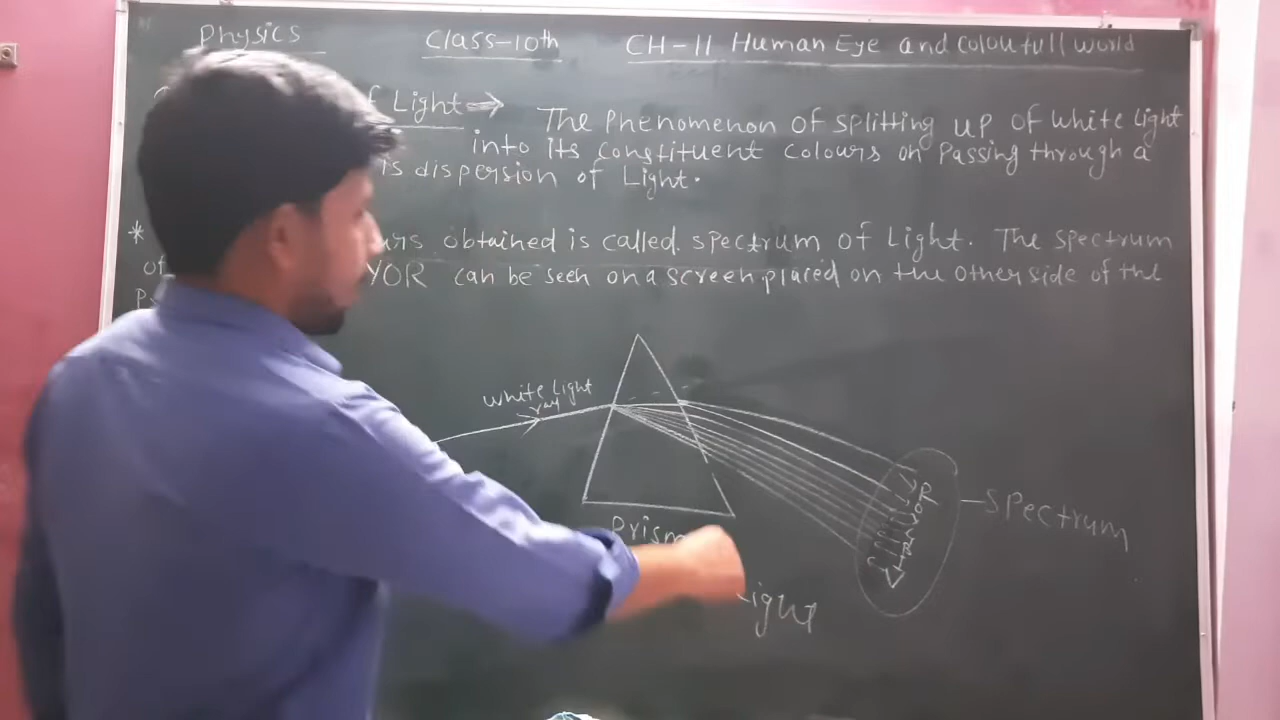 Physics Class-10th CH-11 Human Eye and colourfull world
f Light ⇒ The Phenomenon of splitting up of white light
into its constituent colours on passing through a
is dispersion of Light.
* urs obtained is called spectrum of Light. The spectrum
of YOR can be seen on a screen placed on the other side of the
P
white light
ray
R
O
Y
G
B
I
V
spectrum
Prism
ight